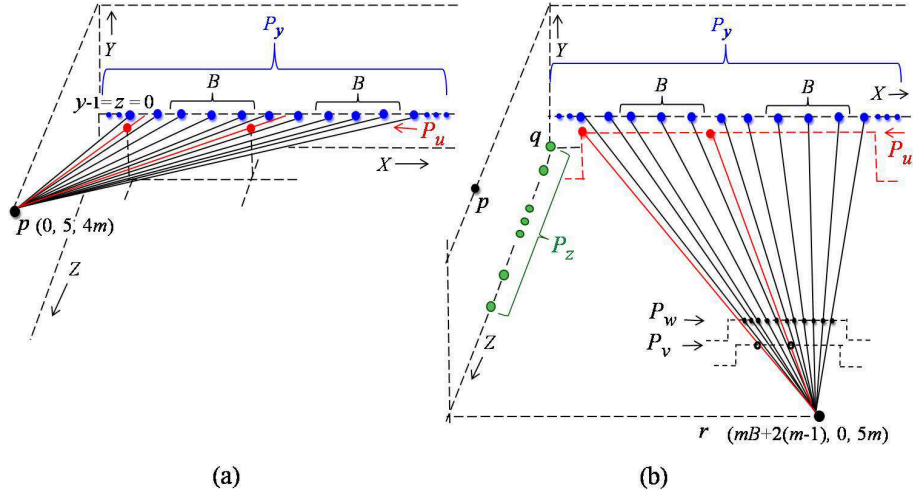 P_y
Y
B
B
y-1=z=0
P_u
X
p (0, 5, 4m)
Z
(a)
P_y
Y
B
B
X
P_u
q
p
P_z
P_w
P_v
Z
r (mB+2(m-1), 0, 5m)
(b)